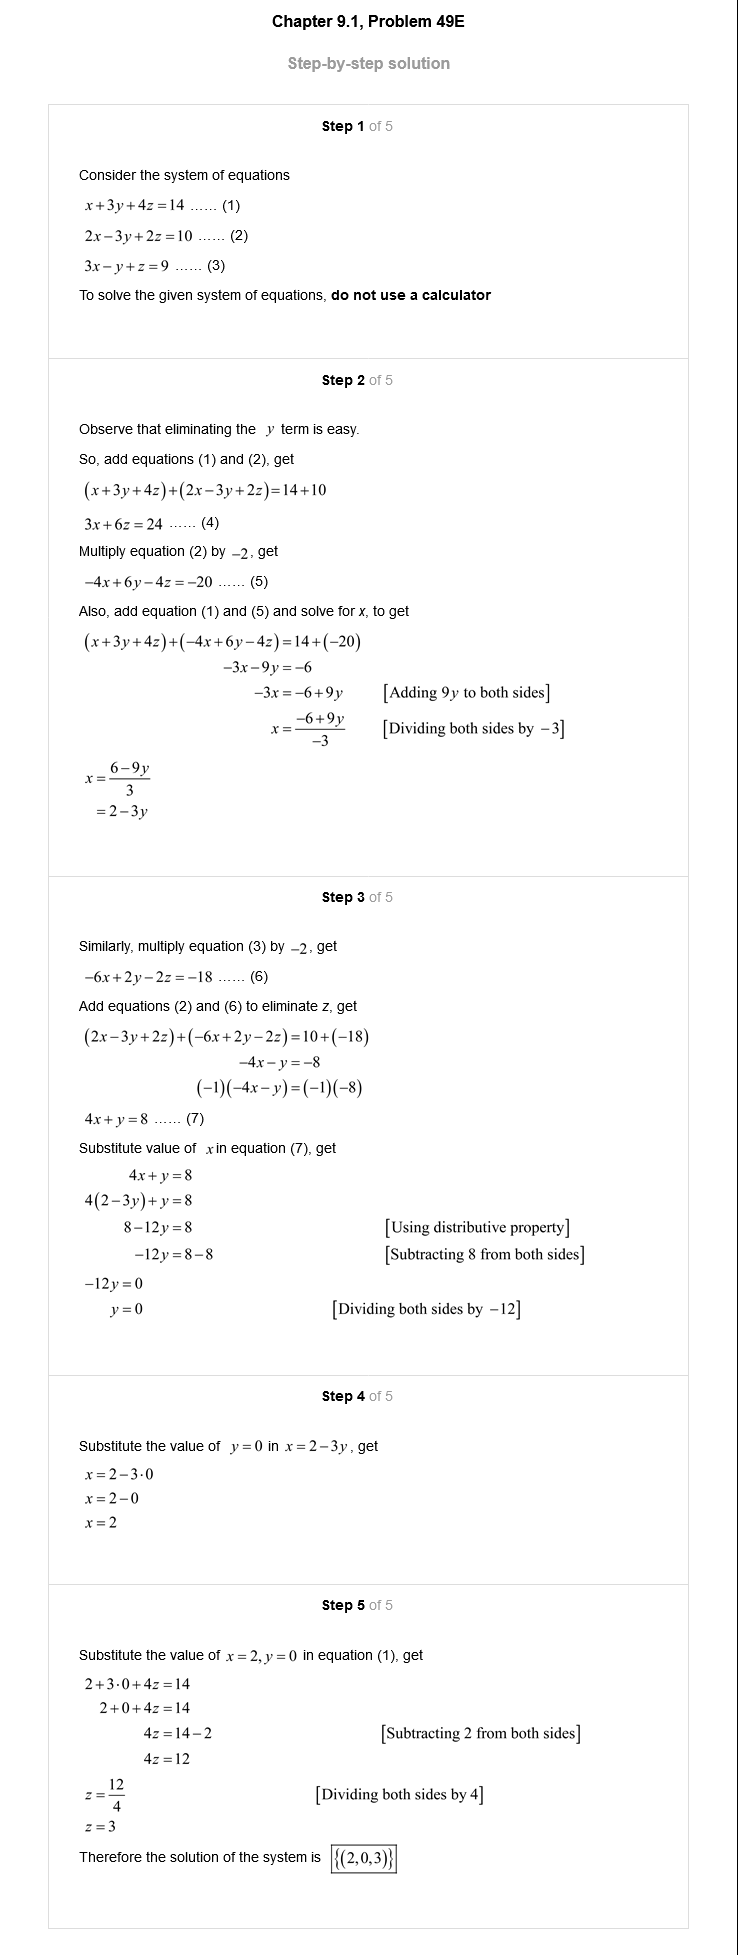 Chapter 9.1, Problem 49E
Step-by-step solution
Step 1 of 5
Consider the system of equations
x+3y+4z=14 ...... (1)
2x−3y+2z=10 ...... (2)
3x−y+z=9 ...... (3)
To solve the given system of equations, do not use a calculator
Step 2 of 5
Observe that eliminating the y term is easy.
So, add equations (1) and (2), get
(x+3y+4z)+(2x−3y+2z)=14+10
3x+6z=24 ...... (4)
Multiply equation (2) by −2, get
−4x+6y−4z=−20 ...... (5)
Also, add equation (1) and (5) and solve for x, to get
(x+3y+4z)+(−4x+6y−4z)=14+(−20)
−3x−9y=−6
−3x=−6+9y [Adding 9y to both sides]
x=(−6+9y)/−3 [Dividing both sides by −3]
x=(6−9y)/3
=2−3y
Step 3 of 5
Similarly, multiply equation (3) by −2, get
−6x+2y−2z=−18 ...... (6)
Add equations (2) and (6) to eliminate z, get
(2x−3y+2z)+(−6x+2y−2z)=10+(−18)
−4x−y=−8
(−1)(−4x−y)=(−1)(−8)
4x+y=8 ...... (7)
Substitute value of x in equation (7), get
4x+y=8
4(2−3y)+y=8
8−12y=8 [Using distributive property]
−12y=8−8 [Subtracting 8 from both sides]
−12y=0
y=0 [Dividing both sides by −12]
Step 4 of 5
Substitute the value of y=0 in x=2−3y, get
x=2−3·0
x=2−0
x=2
Step 5 of 5
Substitute the value of x=2,y=0 in equation (1), get
2+3·0+4z=14
2+0+4z=14
4z=14−2 [Subtracting 2 from both sides]
4z=12
z=12/4 [Dividing both sides by 4]
z=3
Therefore the solution of the system is {(2,0,3)}